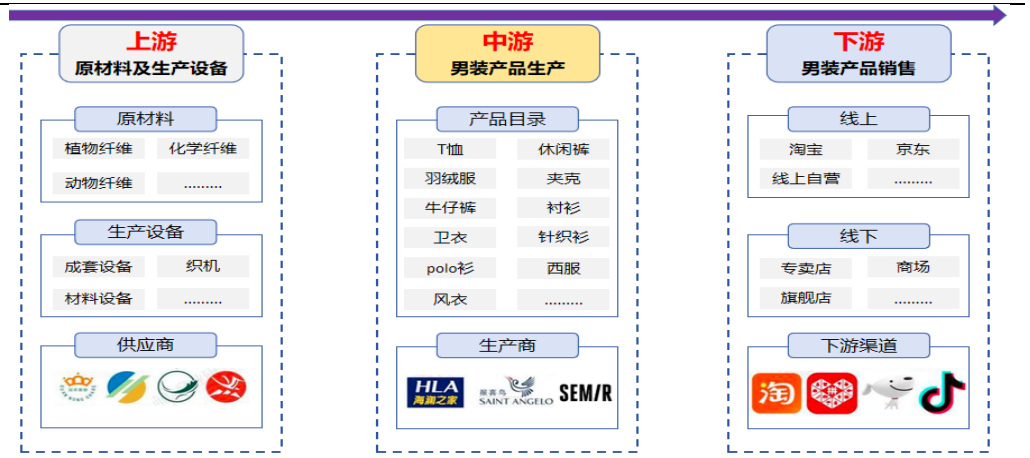 上游
原材料及生产设备
原材料
植物纤维 化学纤维
动物纤维 .........
生产设备
成套设备 织机
材料设备 .........
供应商
中游
男装产品生产
产品目录
T恤 休闲裤
羽绒服 夹克
牛仔裤 衬衫
卫衣 针织衫
polo衫 西服
风衣 .........
生产商
HLA
海澜之家
报喜鸟
SAINT ANGELO
SEM/R
下游
男装产品销售
线上
淘宝 京东
线上自营 .........
线下
专卖店 商场
旗舰店 .........
下游渠道
淘